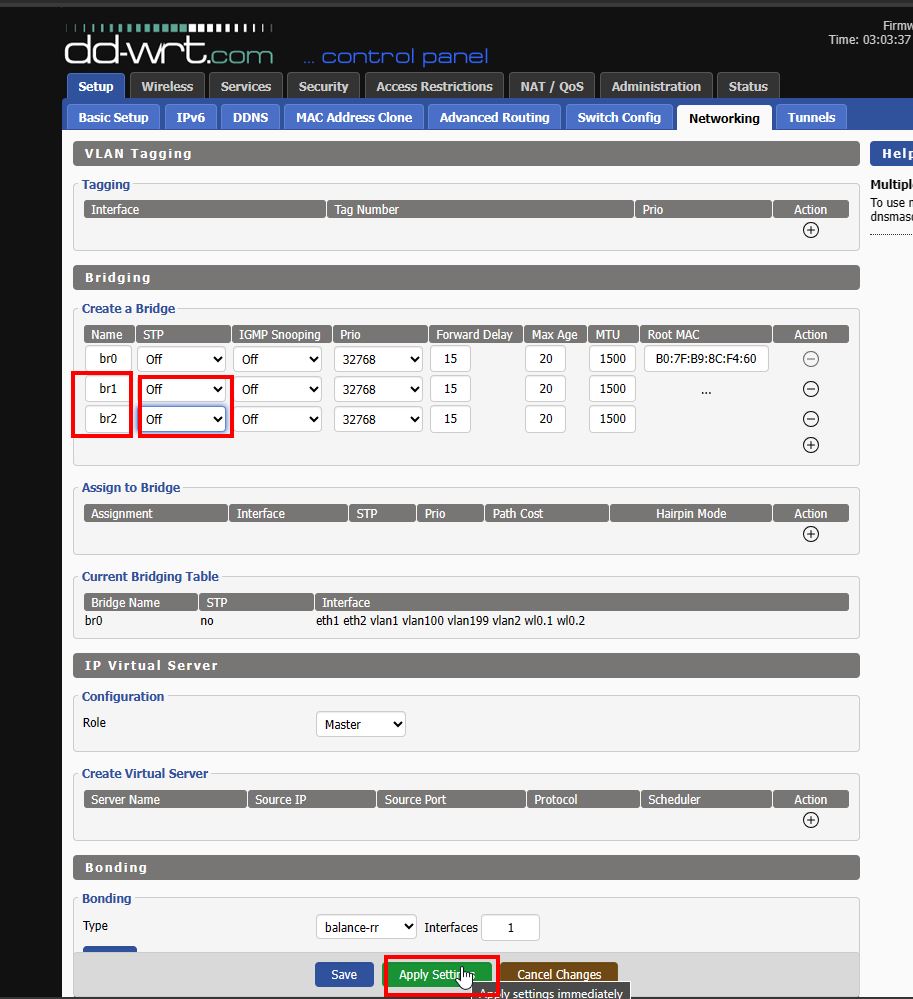 Firmw
dd-wrt.com ... control panel
Time: 03:03:37
Setup Wireless Services Security Access Restrictions NAT / QoS Administration Status
Basic Setup IPv6 DDNS MAC Address Clone Advanced Routing Switch Config Networking Tunnels
VLAN Tagging
Help
Tagging
Multipl
Interface Tag Number Prio Action
To use m
dnsmasq
Bridging
Create a Bridge
Name STP IGMP Snooping Prio Forward Delay Max Age MTU Root MAC Action
br0 Off Off 32768 15 20 1500 B0:7F:B9:8C:F4:60
br1 Off Off 32768 15 20 1500 ...
br2 Off Off 32768 15 20 1500
Assign to Bridge
Assignment Interface STP Prio Path Cost Hairpin Mode Action
Current Bridging Table
Bridge Name STP Interface
br0 no eth1 eth2 vlan1 vlan100 vlan199 vlan2 wl0.1 wl0.2
IP Virtual Server
Configuration
Role Master
Create Virtual Server
Server Name Source IP Source Port Protocol Scheduler Action
Bonding
Bonding
Type balance-rr Interfaces 1
Save Apply Settings Cancel Changes
Apply settings immediately